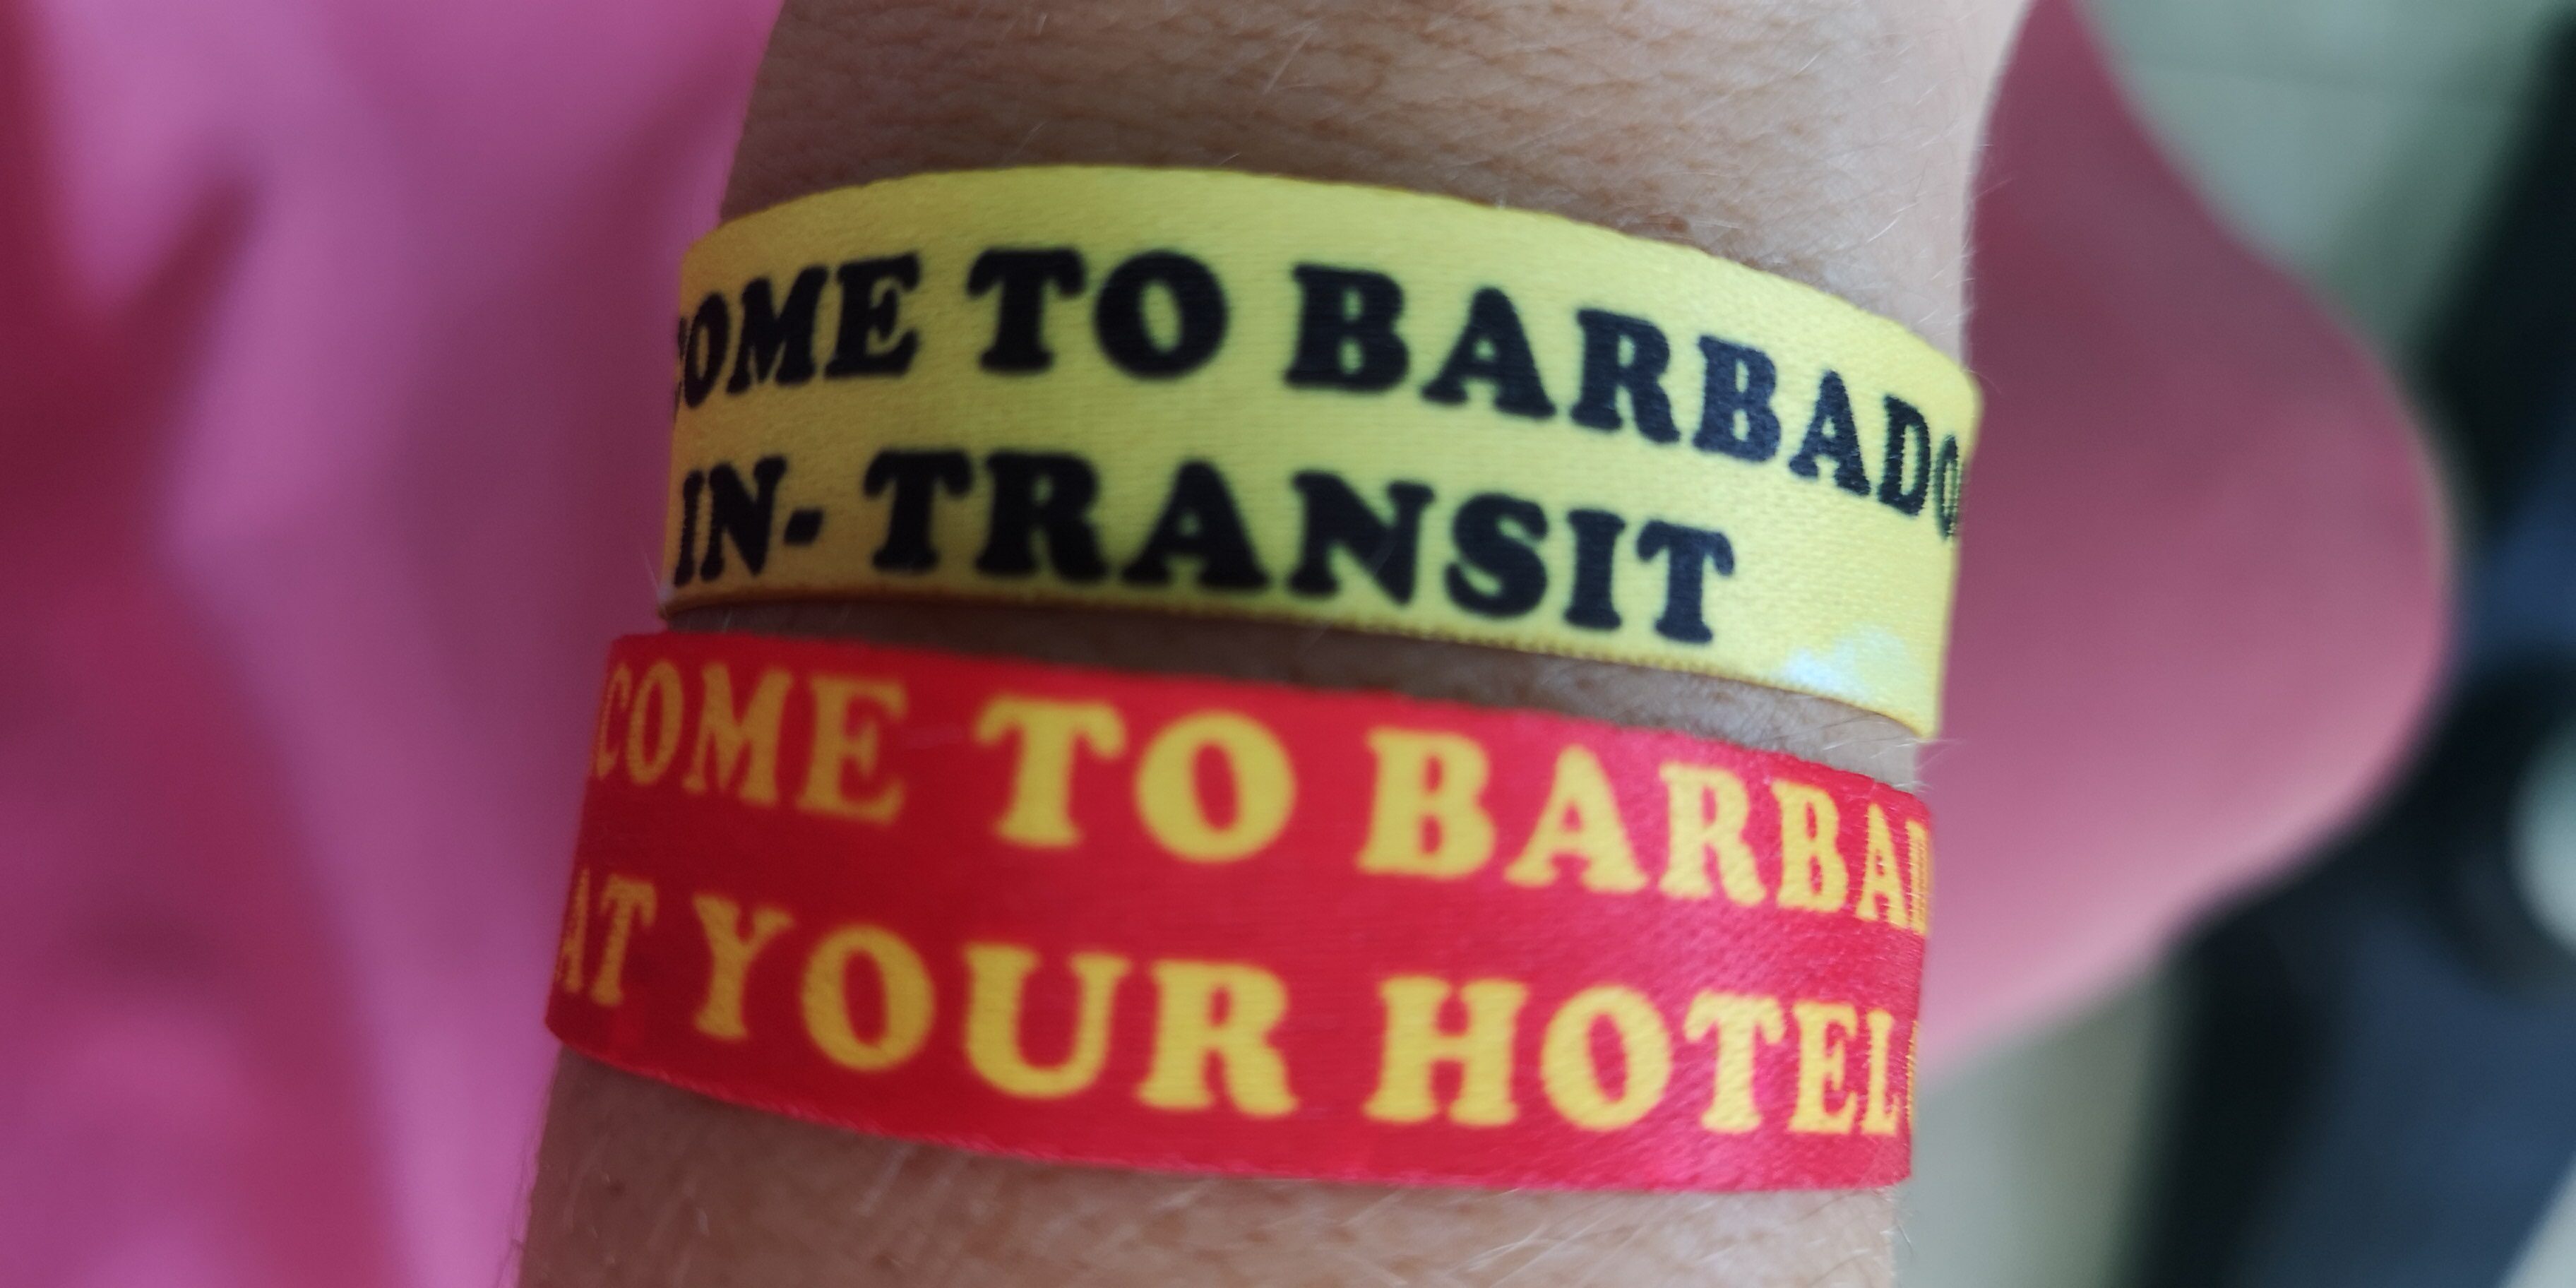 COME TO BARBADO
IN- TRANSIT
COME TO BARBA
AT YOUR HOTEL